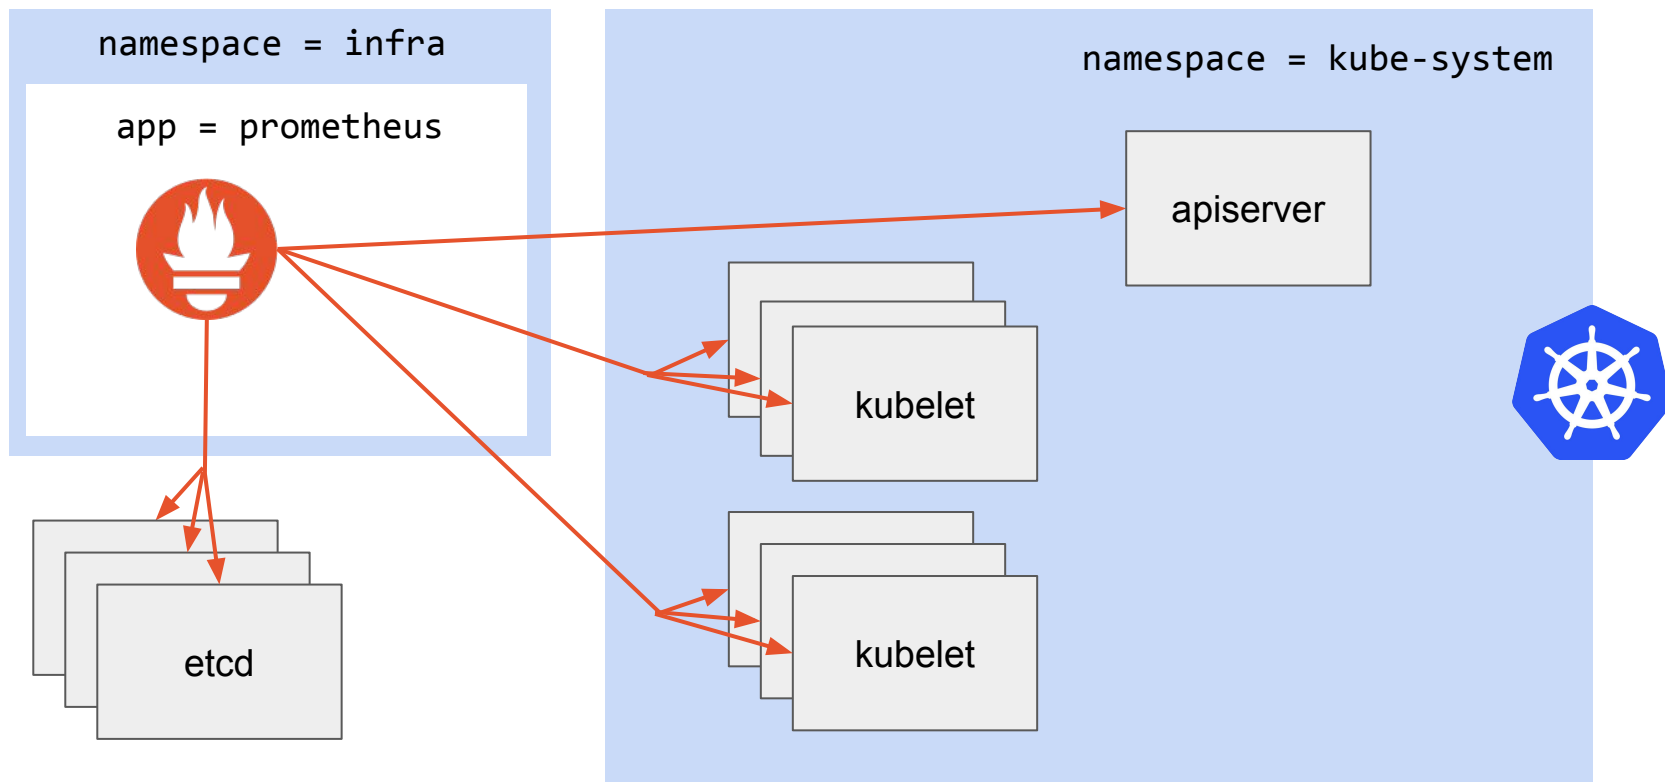 namespace = infra
app = prometheus
namespace = kube-system
apiserver
kubelet
kubelet
etcd